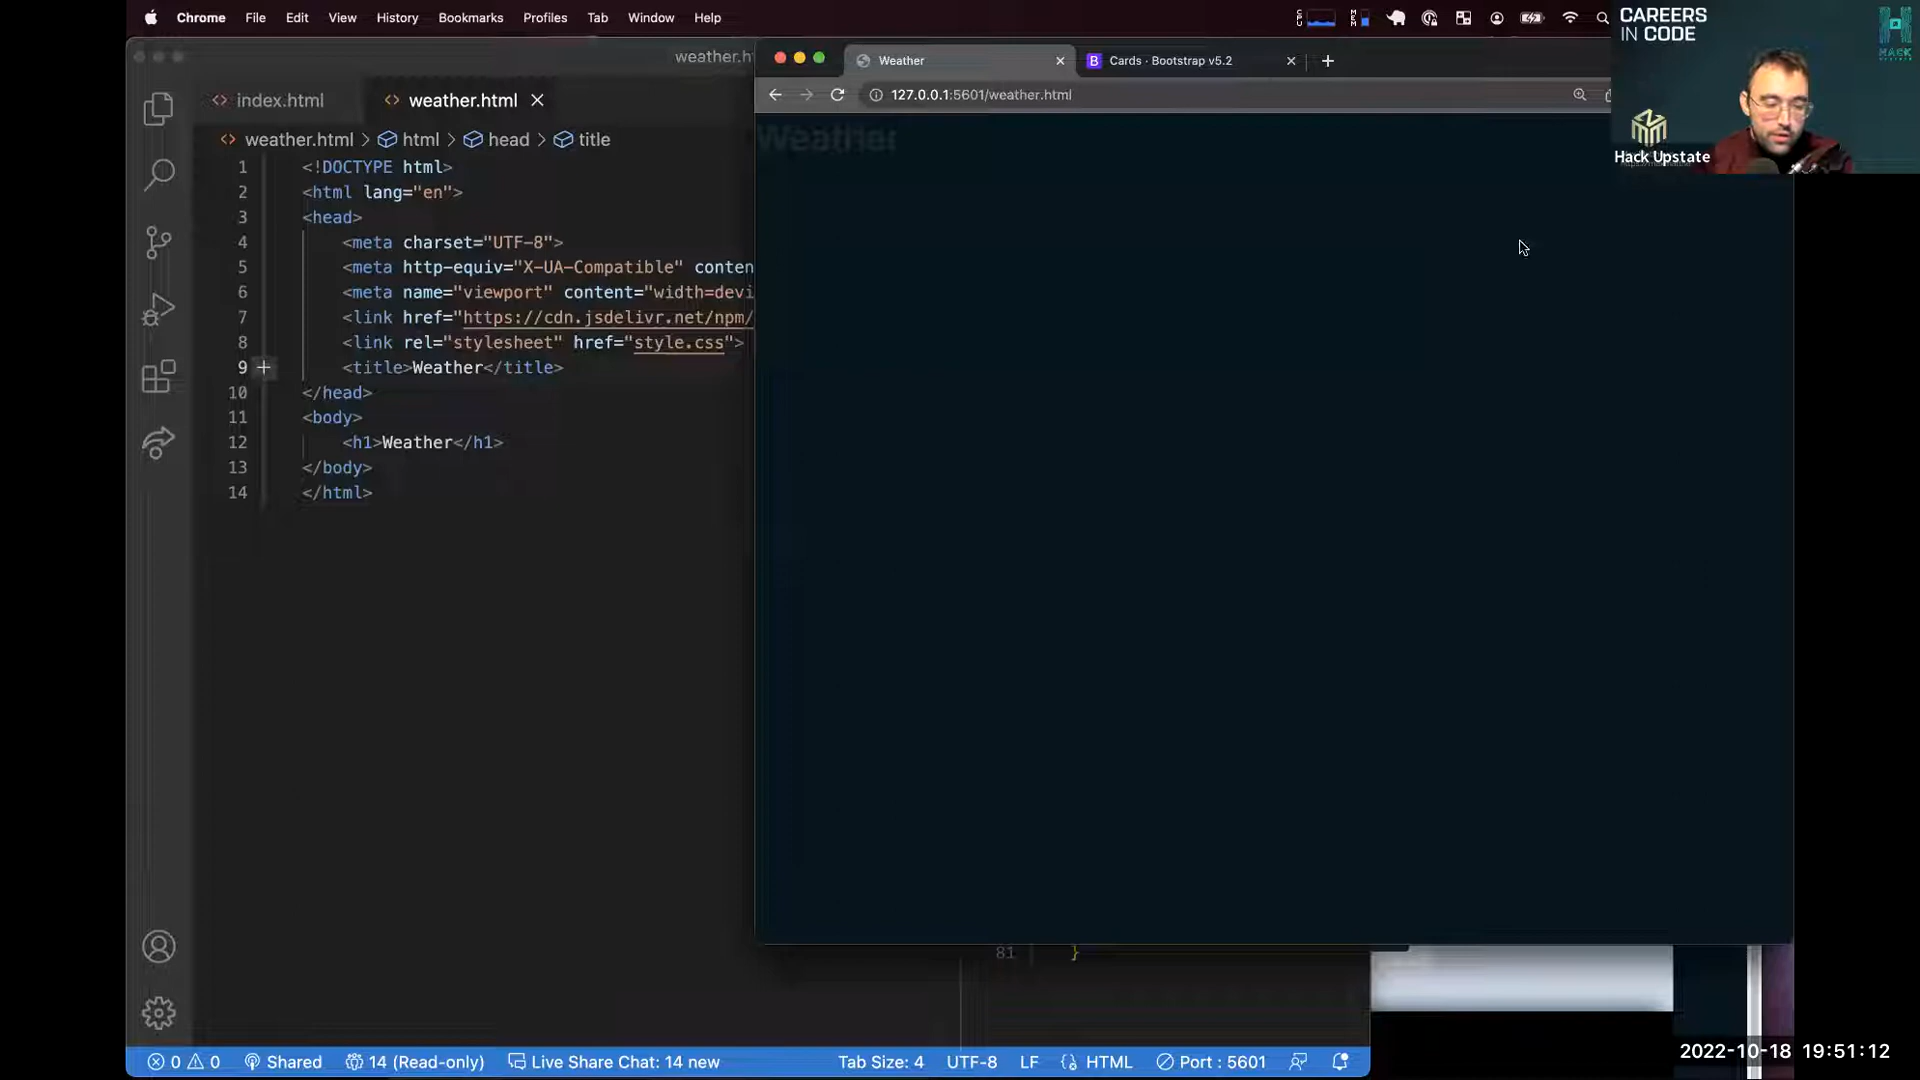 Chrome File Edit View History Bookmarks Profiles Tab Window Help
CAREERS
IN CODE
HACK
Hack Upstate
weather.h
index.html
weather.html
weather.html > html > head > title
1 <!DOCTYPE html>
2 <html lang="en">
3 <head>
4 <meta charset="UTF-8">
5 <meta http-equiv="X-UA-Compatible" conten
6 <meta name="viewport" content="width=devi
7 <link href="https://cdn.jsdelivr.net/npm/
8 <link rel="stylesheet" href="style.css">
9 <title>Weather</title>
10 </head>
11 <body>
12 <h1>Weather</h1>
13 </body>
14 </html>
Weather
Cards · Bootstrap v5.2
127.0.0.1:5601/weather.html
Weather
81 }
0 0 Shared 14 (Read-only) Live Share Chat: 14 new Tab Size: 4 UTF-8 LF {} HTML Port : 5601
2022-10-18 19:51:12